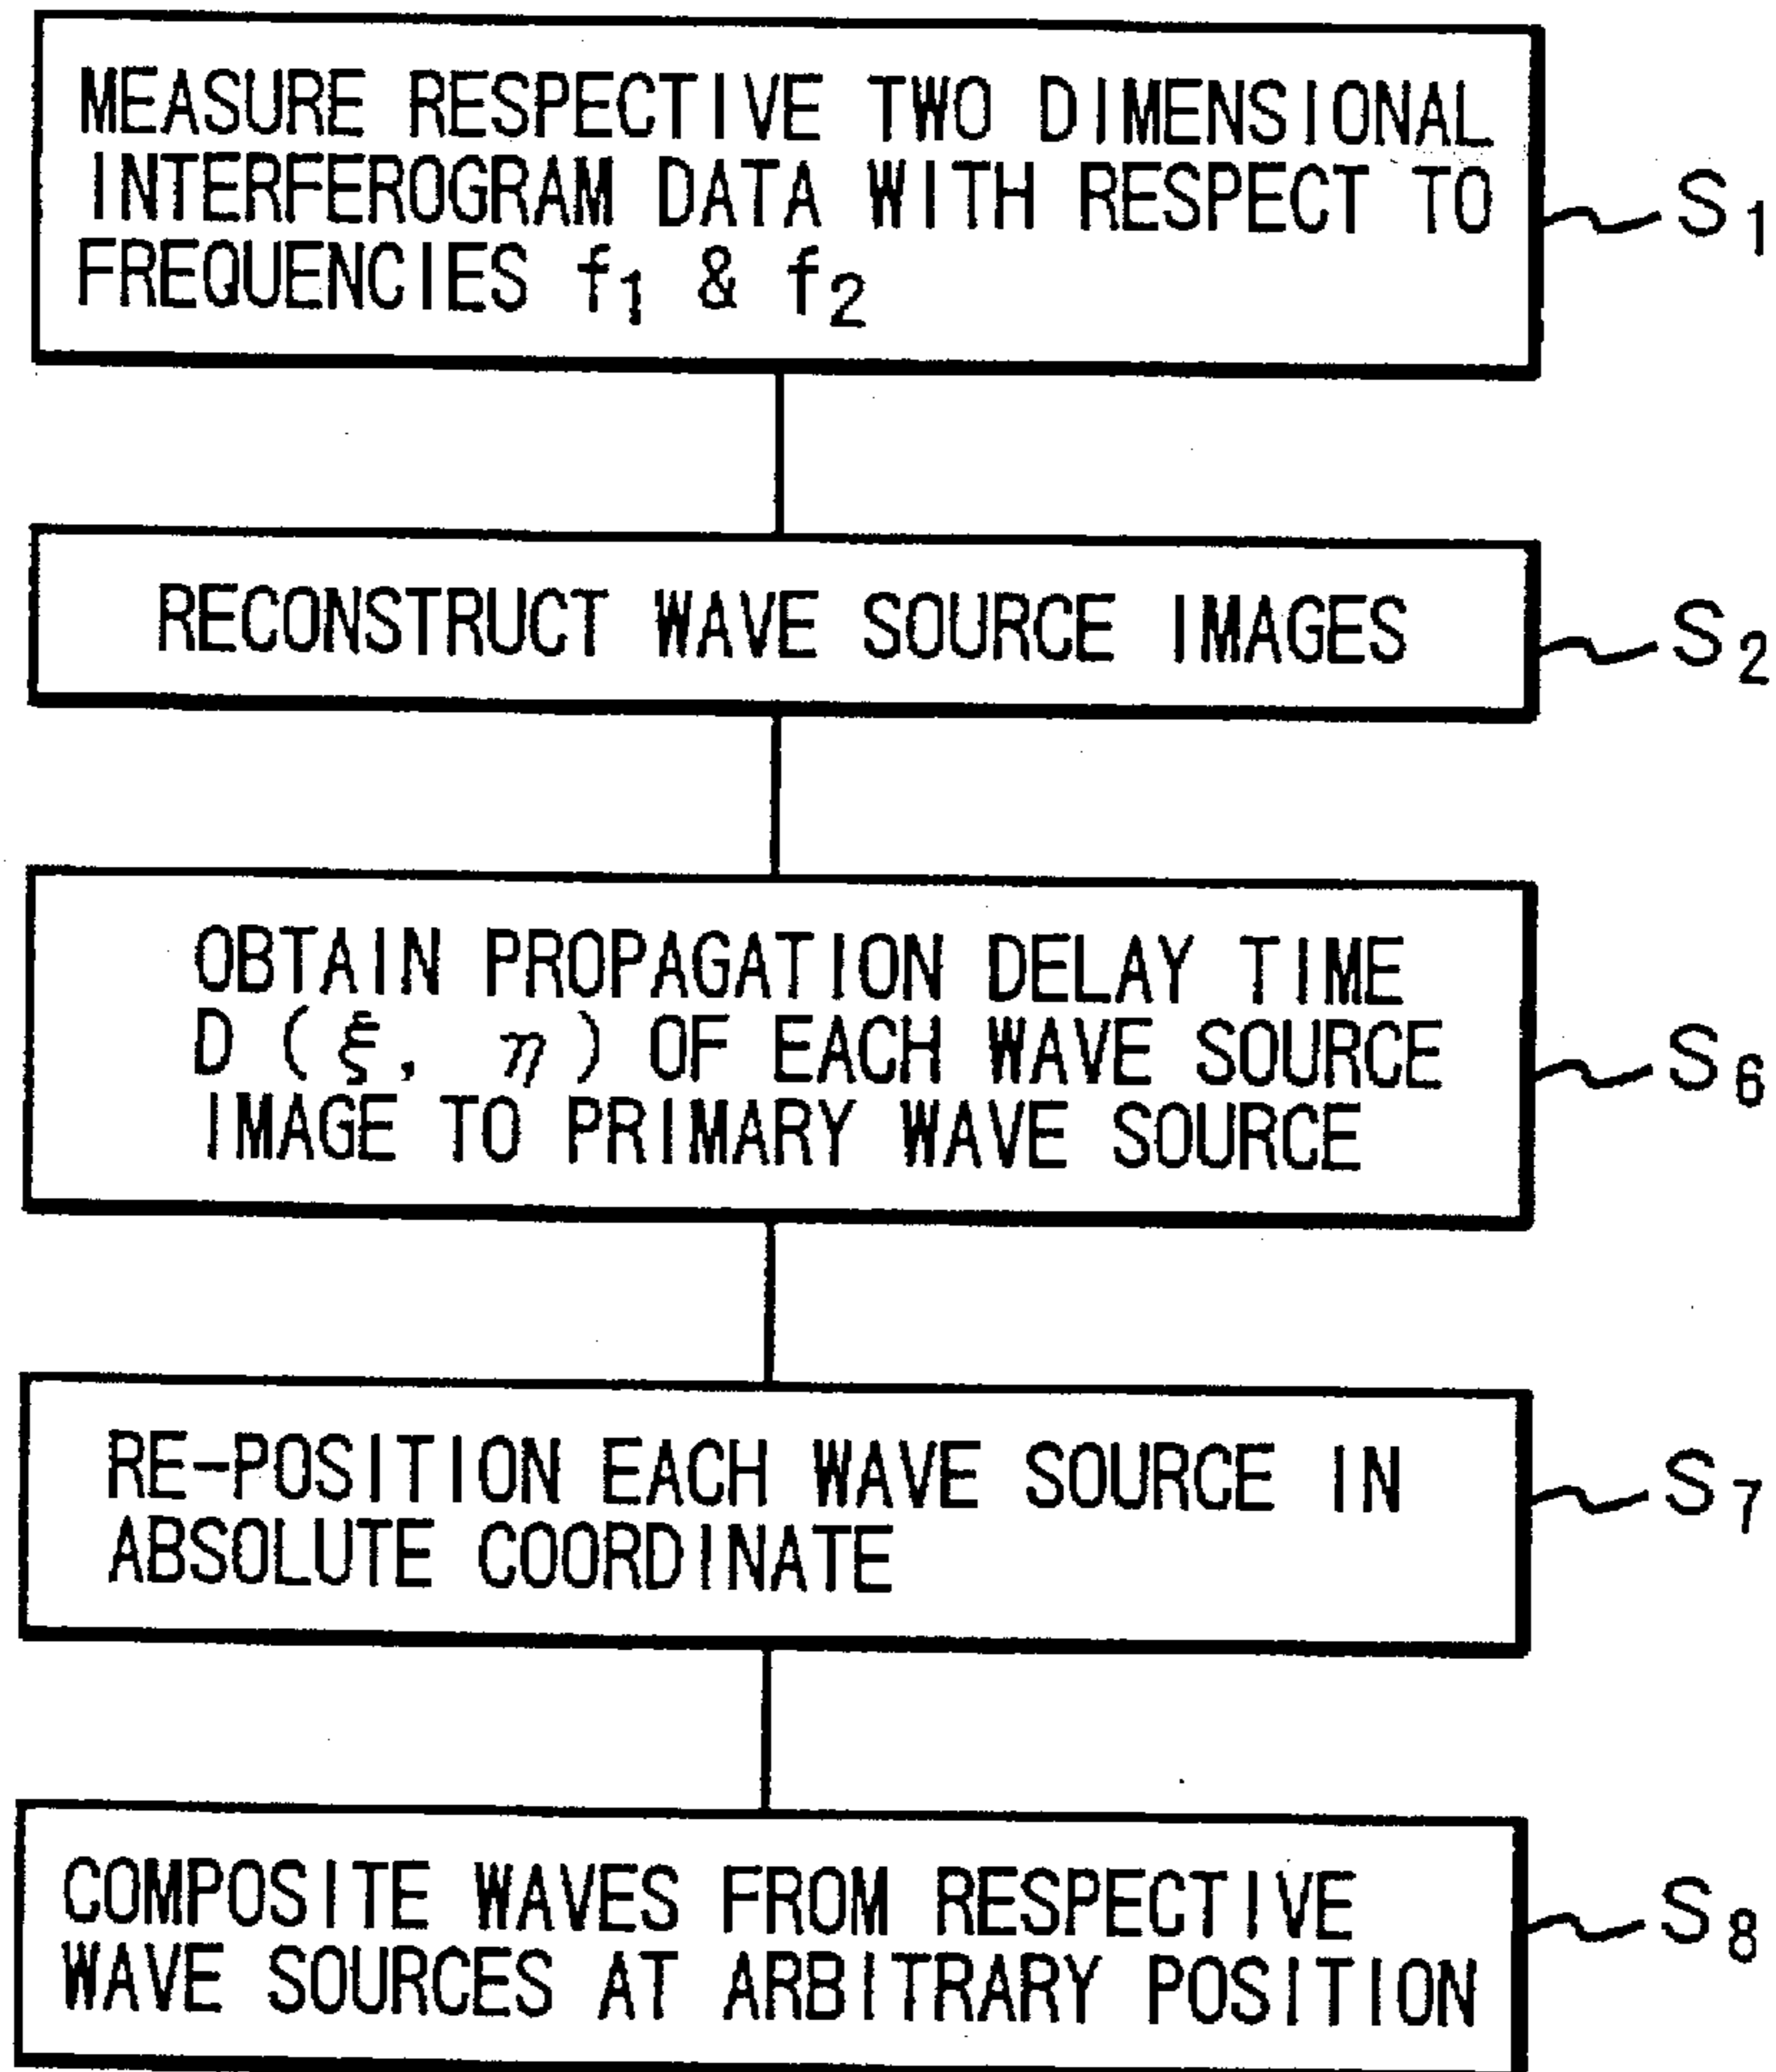 MEASURE RESPECTIVE TWO DIMENSIONAL
INTERFEROGRAM DATA WITH RESPECT TO
FREQUENCIES f1 & f2
S1
RECONSTRUCT WAVE SOURCE IMAGES
S2
OBTAIN PROPAGATION DELAY TIME
D (ξ, η) OF EACH WAVE SOURCE
IMAGE TO PRIMARY WAVE SOURCE
S6
RE-POSITION EACH WAVE SOURCE IN
ABSOLUTE COORDINATE
S7
COMPOSITE WAVES FROM RESPECTIVE
WAVE SOURCES AT ARBITRARY POSITION
S8